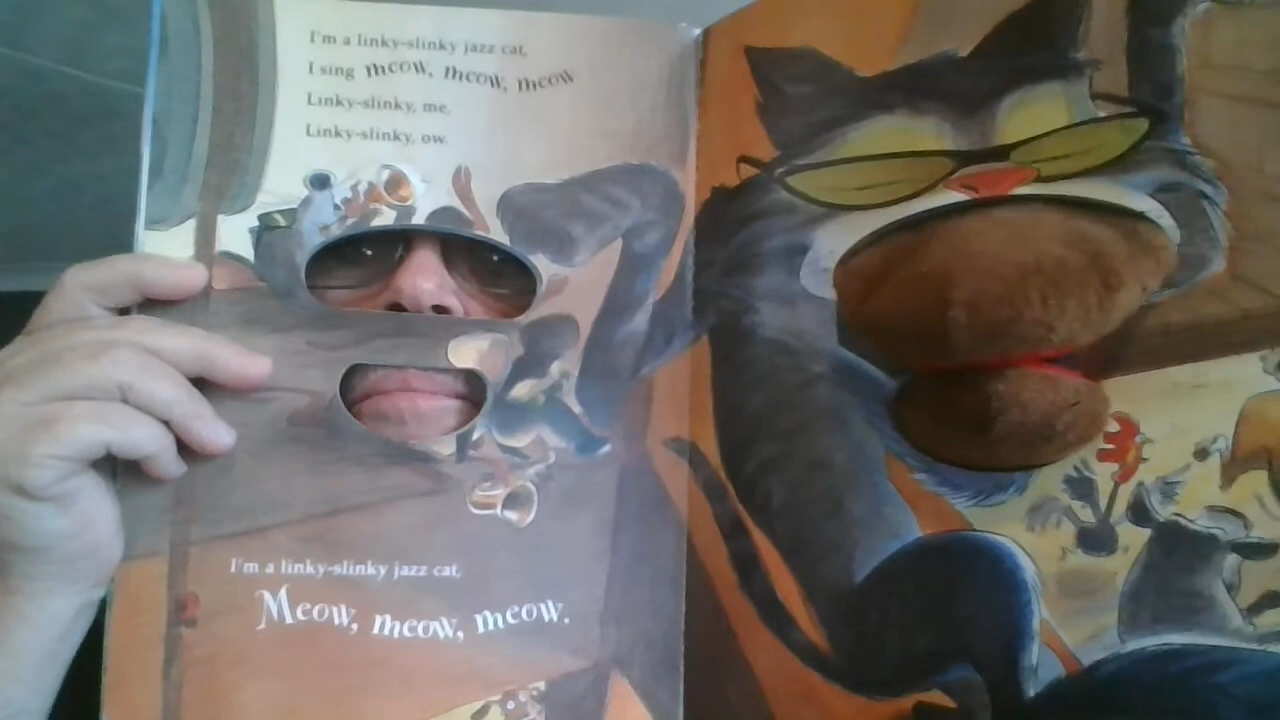 I'm a linky-slinky jazz cat,
I sing meow, meow, meow
Linky-slinky, me.
Linky-slinky, ow.
I'm a linky-slinky jazz cat,
Meow, meow, meow.